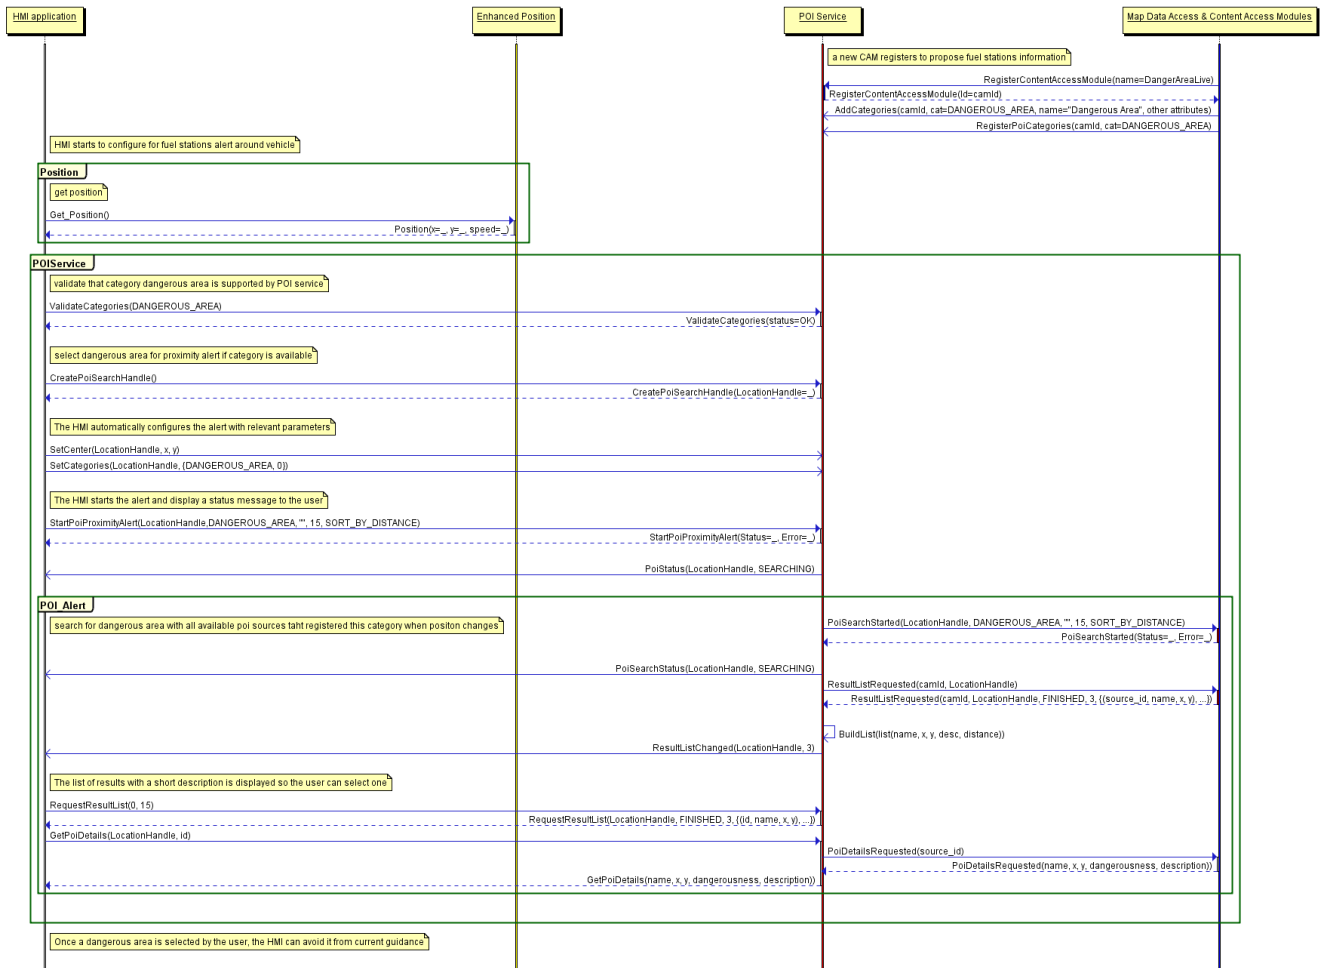 HMI application
Enhanced Position
POI Service
Map Data Access & Content Access Modules
a new CAM registers to propose fuel stations information
RegisterContentAccessModule(name=DangerAreaLive)
RegisterContentAccessModule(Id=camId)
AddCategories(camId, cat=DANGEROUS_AREA, name="Dangerous Area", other attributes)
RegisterPoiCategories(camId, cat=DANGEROUS_AREA)
HMI starts to configure for fuel stations alert around vehicle
Position
get position
Get_Position()
Position(x=_, y=_, speed=_)
POIService
validate that category dangerous area is supported by POI service
ValidateCategories(DANGEROUS_AREA)
ValidateCategories(status=OK)
select dangerous area for proximity alert if category is available
CreatePoiSearchHandle()
CreatePoiSearchHandle(LocationHandle=_)
The HMI automatically configures the alert with relevant parameters
SetCenter(LocationHandle, x, y)
SetCategories(LocationHandle, {DANGEROUS_AREA, 0})
The HMI starts the alert and display a status message to the user
StartPoiProximityAlert(LocationHandle,DANGEROUS_AREA, "", 15, SORT_BY_DISTANCE)
StartPoiProximityAlert(Status=_, Error=_)
PoiStatus(LocationHandle, SEARCHING)
POI_Alert
search for dangerous area with all available poi sources taht registered this category when positon changes
PoiSearchStarted(LocationHandle, DANGEROUS_AREA, "", 15, SORT_BY_DISTANCE)
PoiSearchStarted(Status=_, Error=_)
PoiSearchStatus(LocationHandle, SEARCHING)
ResultListRequested(camId, LocationHandle)
ResultListRequested(camId, LocationHandle, FINISHED, 3, {(source_id, name, x, y), ...})
BuildList(list(name, x, y, desc, distance))
ResultListChanged(LocationHandle, 3)
The list of results with a short description is displayed so the user can select one
RequestResultList(0, 15)
RequestResultList(LocationHandle, FINISHED, 3, {(id, name, x, y), ...})
GetPoiDetails(LocationHandle, id)
PoiDetailsRequested(source_id)
PoiDetailsRequested(name, x, y, dangerousness, description))
GetPoiDetails(name, x, y, dangerousness, description))
Once a dangerous area is selected by the user, the HMI can avoid it from current guidance